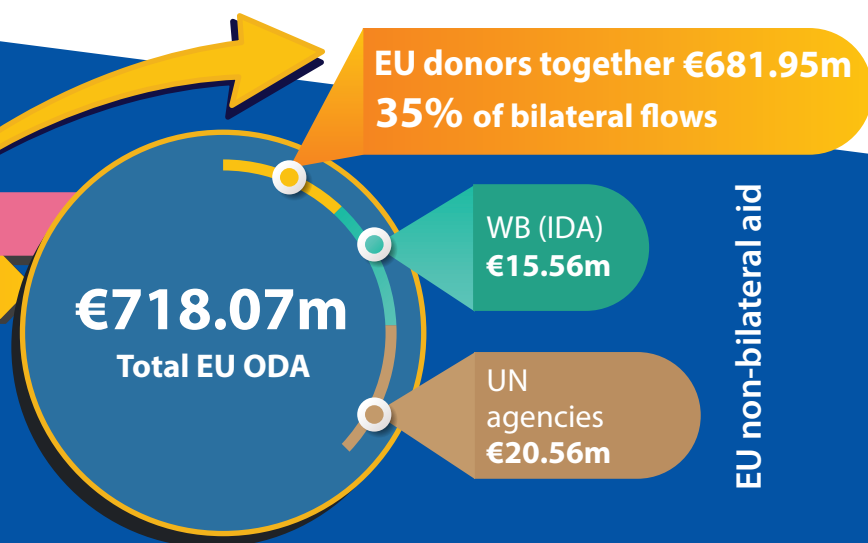 EU donors together €681.95m
35% of bilateral flows
WB (IDA)
€15.56m
€718.07m
Total EU ODA
UN
agencies
€20.56m
EU non-bilateral aid